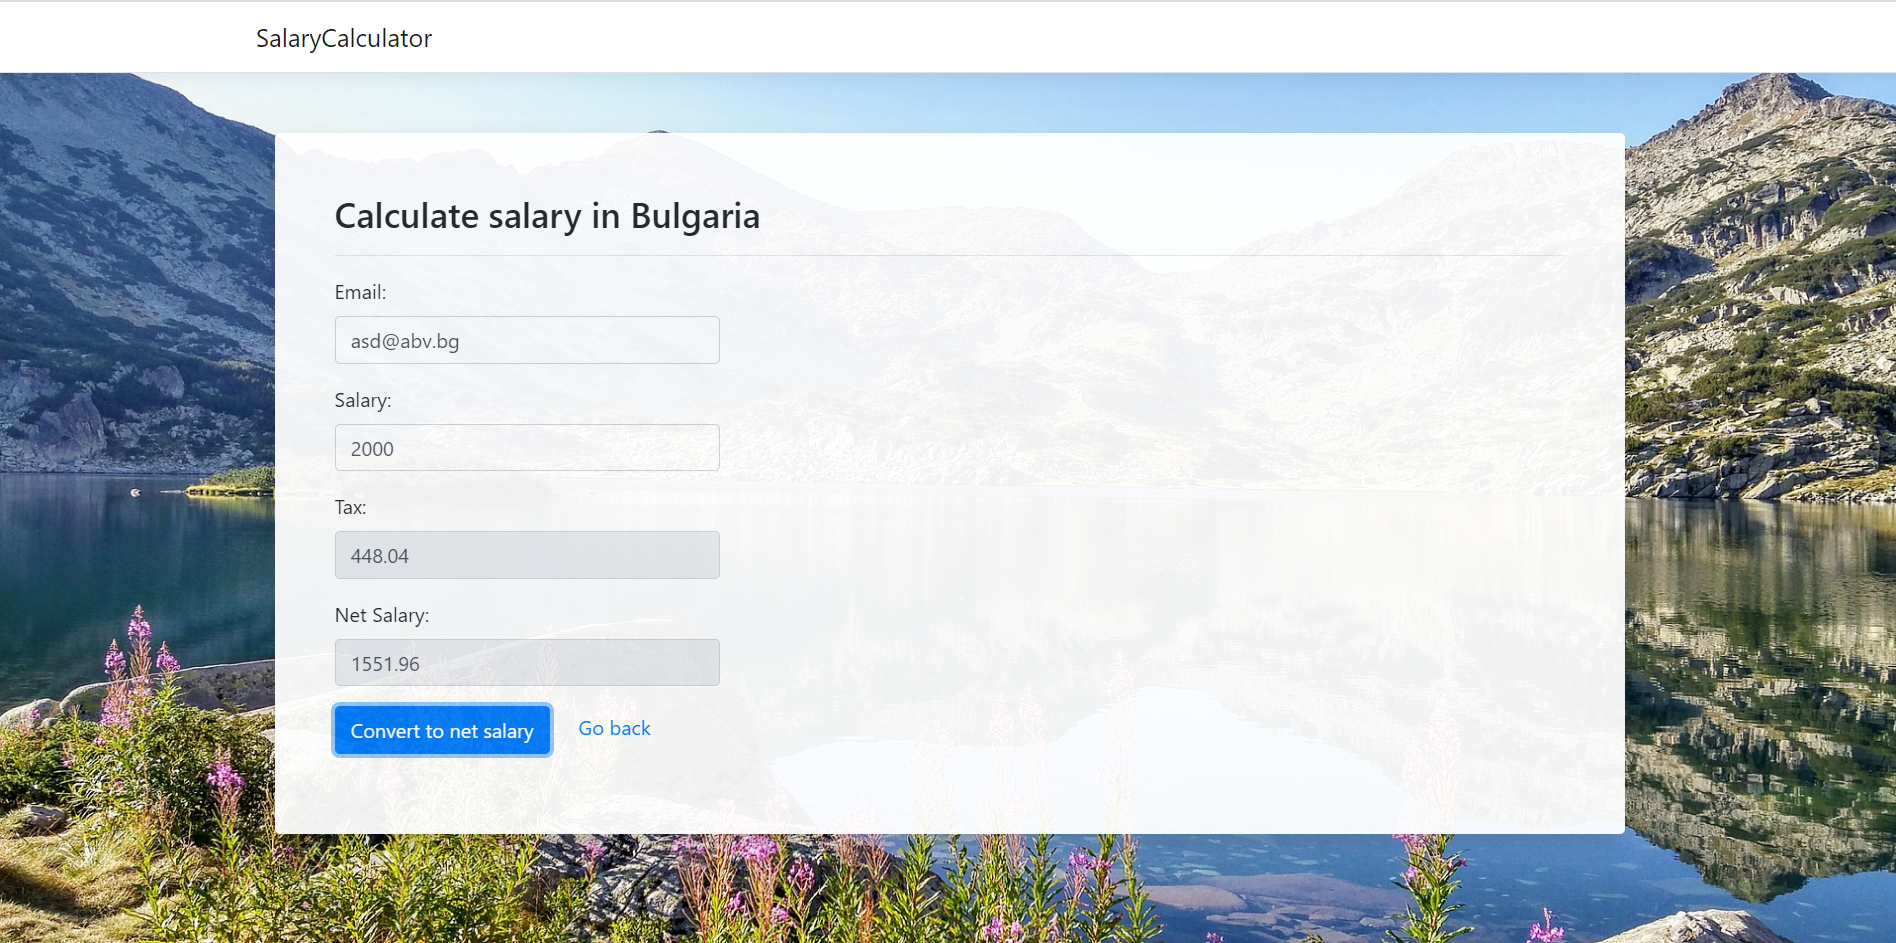 SalaryCalculator
Calculate salary in Bulgaria
Email:
asd@abv.bg
Salary:
2000
Tax:
448.04
Net Salary:
1551.96
Convert to net salary Go back